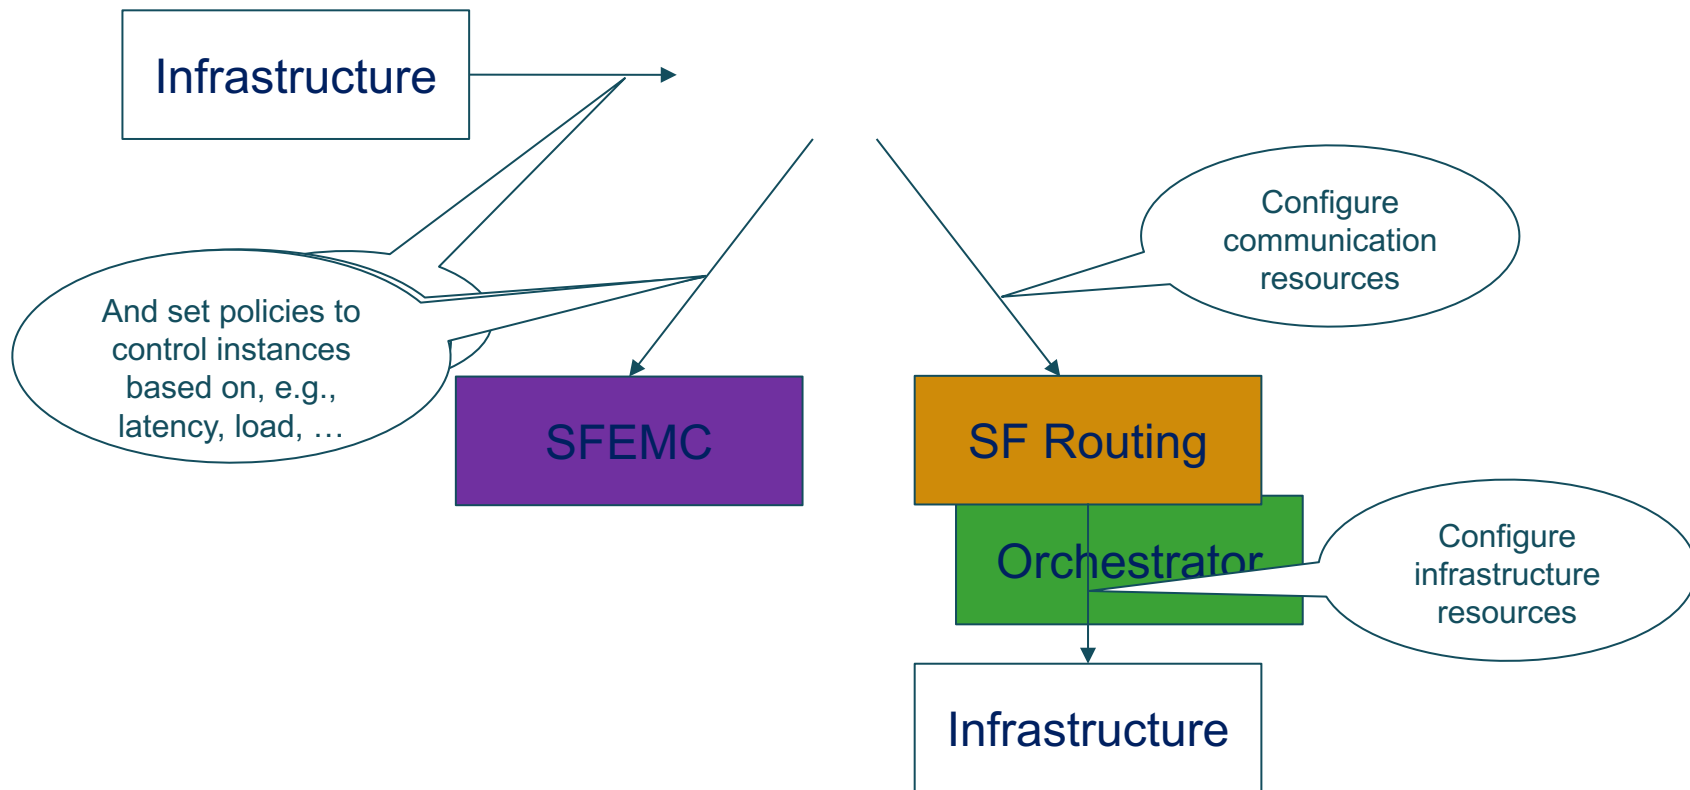 Infrastructure
Configure
communication
resources
And set policies to
control instances
based on, e.g.,
latency, load, …
SFEMC
SF Routing
Orchestrator
Configure
infrastructure
resources
Infrastructure